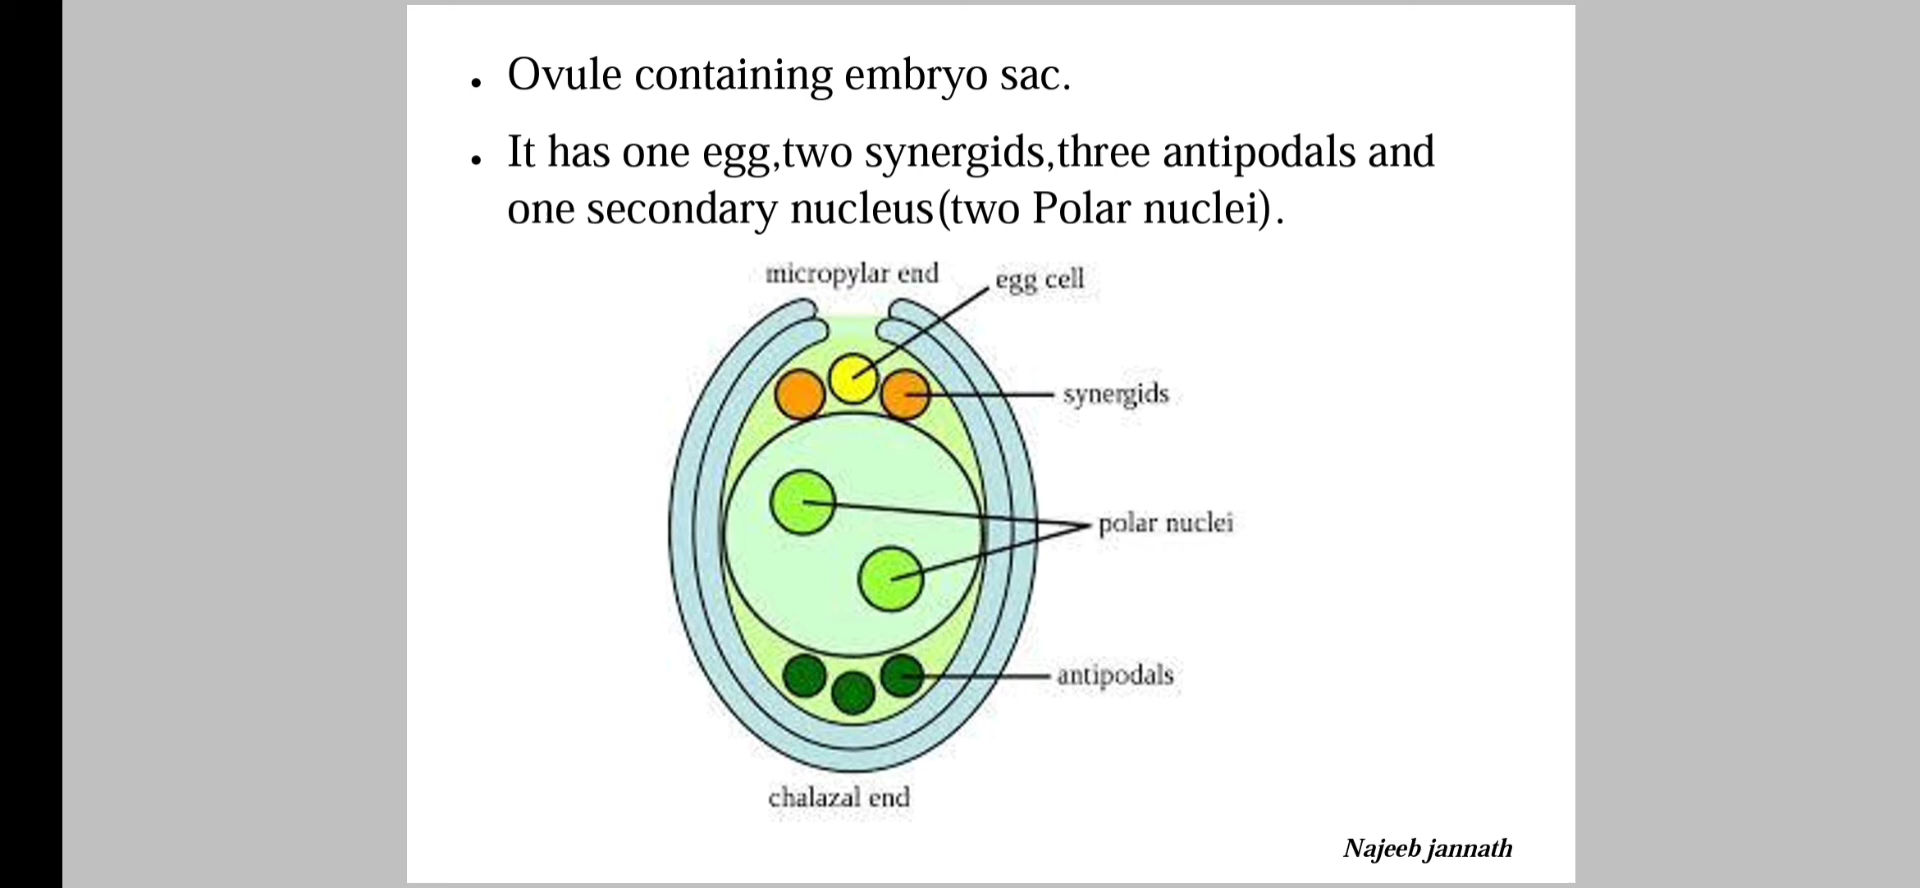 • Ovule containing embryo sac.
• It has one egg,two synergids,three antipodals and
one secondary nucleus(two Polar nuclei).
micropylar end
egg cell
synergids
polar nuclei
antipodals
chalazal end
Najeeb jannath